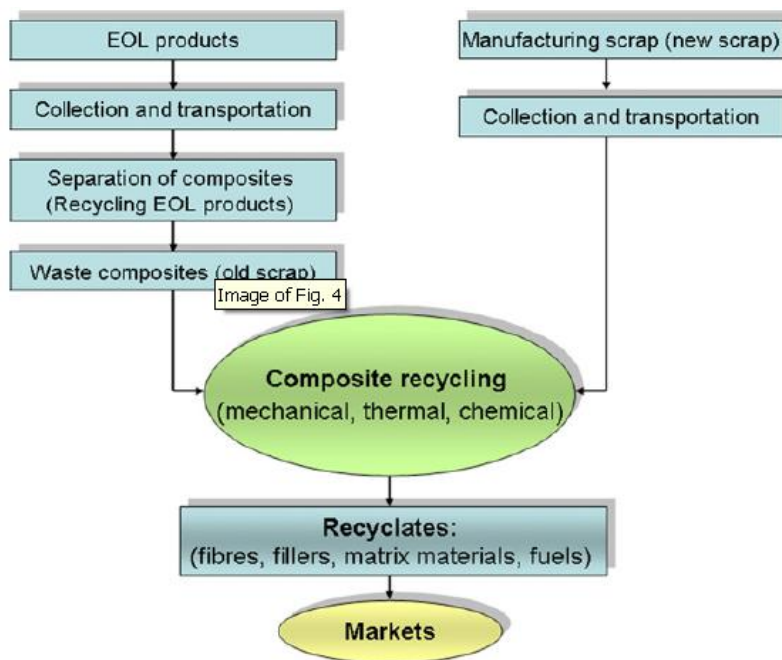 EOL products
Collection and transportation
Separation of composites
(Recycling EOL products)
Waste composites (old scrap)
Image of Fig. 4
Manufacturing scrap (new scrap)
Collection and transportation
Composite recycling
(mechanical, thermal, chemical)
Recyclates:
(fibres, fillers, matrix materials, fuels)
Markets